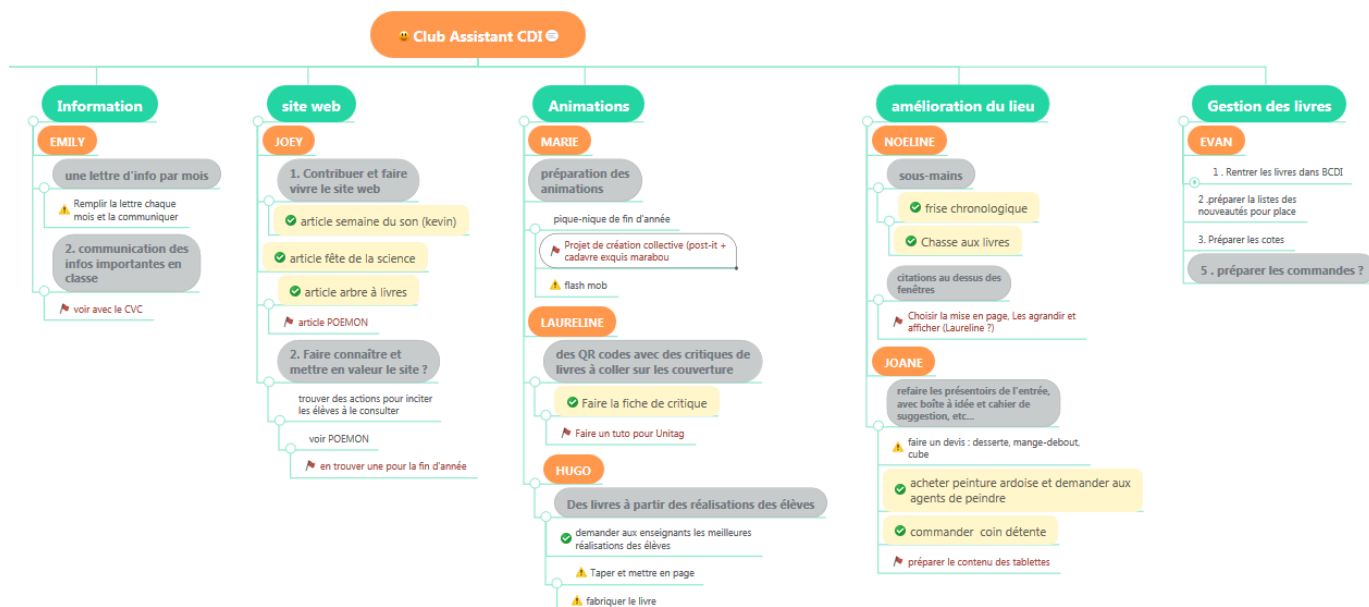 Club Assistant CDI
Information
EMILY
une lettre d'info par mois
Remplir la lettre chaque
mois et la communiquer
2. communication des
infos importantes en
classe
voir avec le CVC
site web
JOEY
1. Contribuer et faire
vivre le site web
article semaine du son (kevin)
article fête de la science
article arbre à livres
article POEMON
2. Faire connaître et
mettre en valeur le site ?
trouver des actions pour inciter
les élèves à le consulter
voir POEMON
en trouver une pour la fin d'année
Animations
MARIE
préparation des
animations
pique-nique de fin d'année
Projet de création collective (post-it +
cadavre exquis marabou
flash mob
LAURELINE
des QR codes avec des critiques de
livres à coller sur les couverture
Faire la fiche de critique
Faire un tuto pour Unitag
HUGO
Des livres à partir des réalisations des élèves
demander aux enseignants les meilleures
réalisations des élèves
Taper et mettre en page
fabriquer le livre
amélioration du lieu
NOELINE
sous-mains
frise chronologique
Chasse aux livres
citations au dessus des
fenêtres
Choisir la mise en page, Les agrandir et
afficher (Laureline ?)
JOANE
refaire les présentoirs de l'entrée,
avec boîte à idée et cahier de
suggestion, etc...
faire un devis : desserte, mange-debout,
cube
acheter peinture ardoise et demander aux
agents de peindre
commander  coin détente
préparer le contenu des tablettes
Gestion des livres
EVAN
1 . Rentrer les livres dans BCDI
2 .préparer la listes des
nouveautés pour place
3. Préparer les cotes
5 . préparer les commandes ?